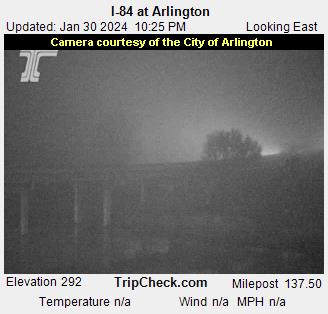 I-84 at Arlington
Updated: Jan 30 2024 10:25 PM Looking East
Camera courtesy of the City of Arlington
Elevation 292 TripCheck.com Milepost 137.50
Temperature n/a Wind n/a MPH n/a